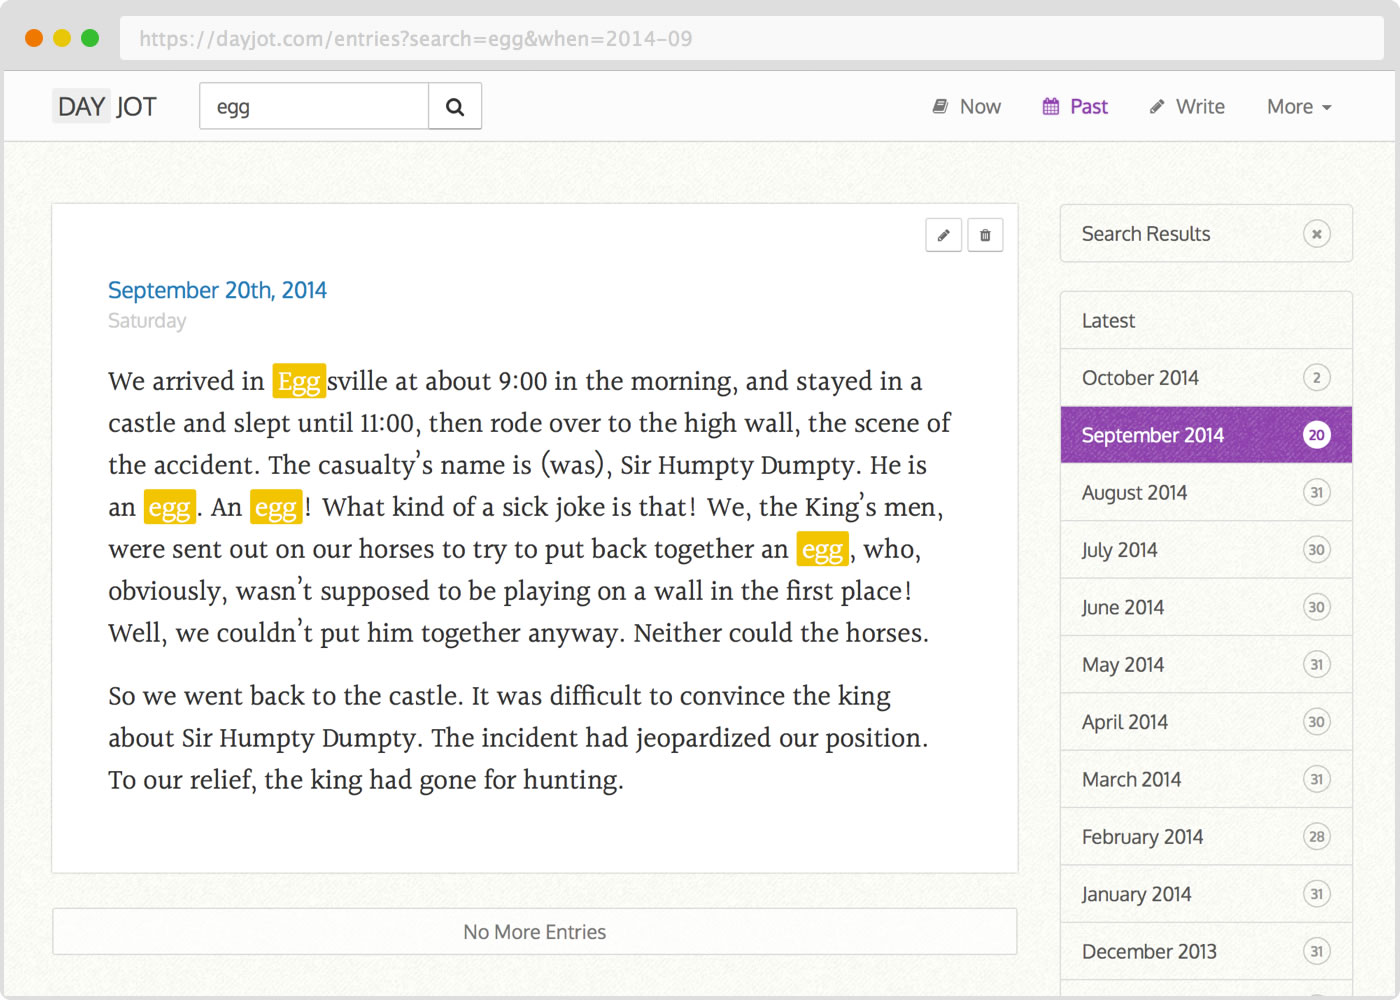 https://dayjot.com/entries?search=egg&when=2014-09
DAY JOT
egg
Now
Past
Write
More
September 20th, 2014
Saturday
We arrived in Eggsville at about 9:00 in the morning, and stayed in a
castle and slept until 11:00, then rode over to the high wall, the scene of
the accident. The casualty’s name is (was), Sir Humpty Dumpty. He is
an egg. An egg! What kind of a sick joke is that! We, the King’s men,
were sent out on our horses to try to put back together an egg, who,
obviously, wasn’t supposed to be playing on a wall in the first place!
Well, we couldn’t put him together anyway. Neither could the horses.
So we went back to the castle. It was difficult to convince the king
about Sir Humpty Dumpty. The incident had jeopardized our position.
To our relief, the king had gone for hunting.
No More Entries
Search Results
Latest
October 2014 2
September 2014 20
August 2014 31
July 2014 30
June 2014 30
May 2014 31
April 2014 30
March 2014 31
February 2014 28
January 2014 31
December 2013 31